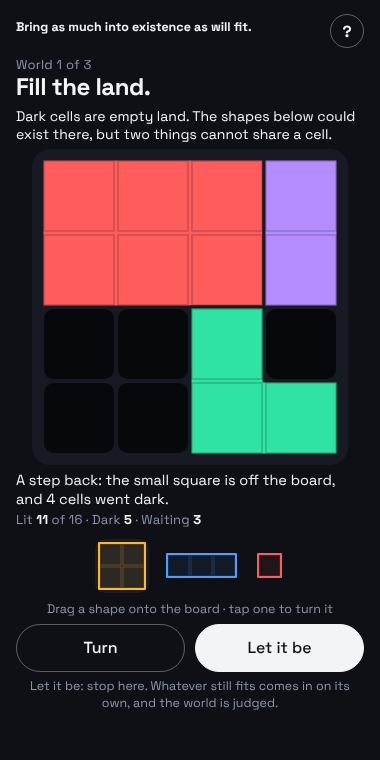 Bring as much into existence as will fit.
?
World 1 of 3
Fill the land.
Dark cells are empty land. The shapes below could
exist there, but two things cannot share a cell.
A step back: the small square is off the board,
and 4 cells went dark.
Lit 11 of 16 · Dark 5 · Waiting 3
Drag a shape onto the board · tap one to turn it
Turn
Let it be
Let it be: stop here. Whatever still fits comes in on its
own, and the world is judged.